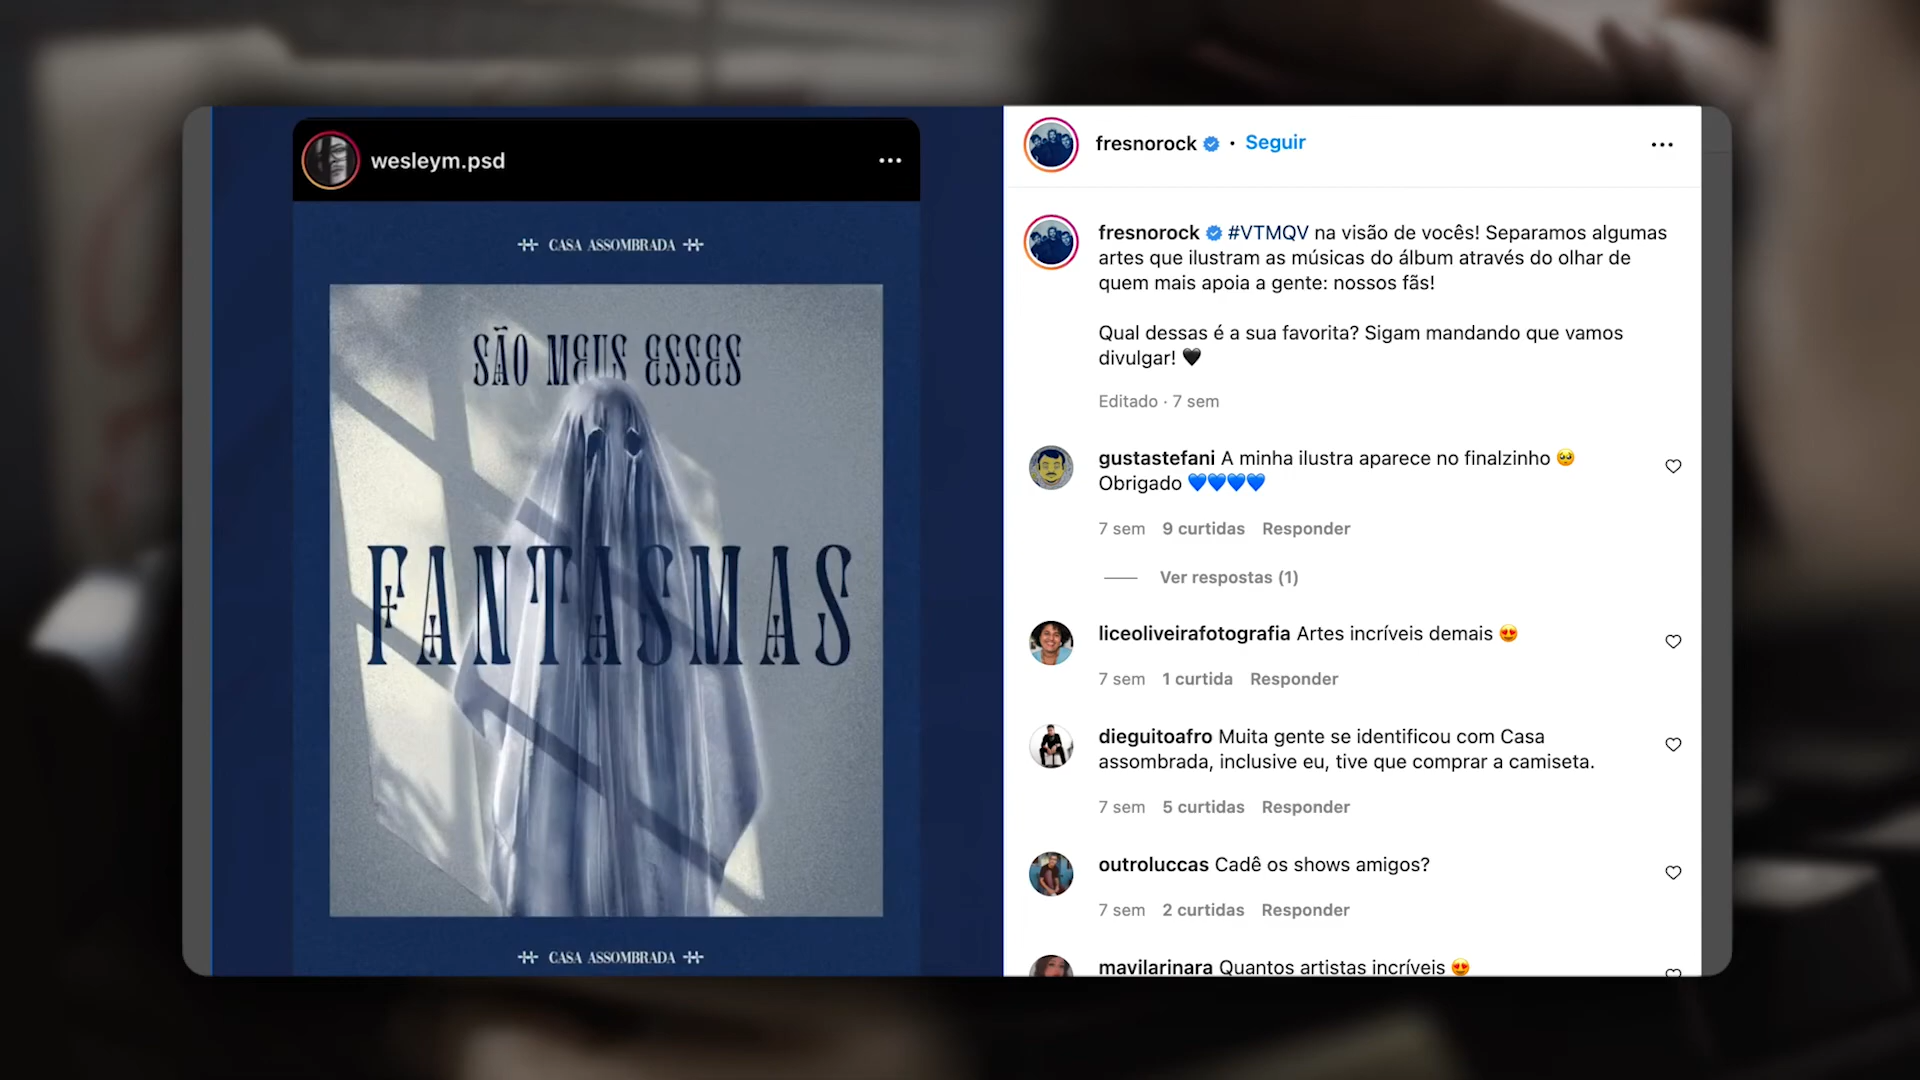 wesleym.psd
CASA ASSOMBRADA
SÃO MEUS ESSES
FANTASMAS
CASA ASSOMBRADA
fresnorock • Seguir
fresnorock #VTMQV na visão de vocês! Separamos algumas
artes que ilustram as músicas do álbum através do olhar de
quem mais apoia a gente: nossos fãs!
Qual dessas é a sua favorita? Sigam mandando que vamos
divulgar! 🖤
Editado · 7 sem
gustastefani A minha ilustra aparece no finalzinho 🥹
Obrigado 💙💙💙💙
7 sem 9 curtidas Responder
Ver respostas (1)
liceoliveirafotografia Artes incríveis demais 😍
7 sem 1 curtida Responder
dieguitoafro Muita gente se identificou com Casa
assombrada, inclusive eu, tive que comprar a camiseta.
7 sem 5 curtidas Responder
outroluccas Cadê os shows amigos?
7 sem 2 curtidas Responder
mavilarinara Quantos artistas incríveis 😍